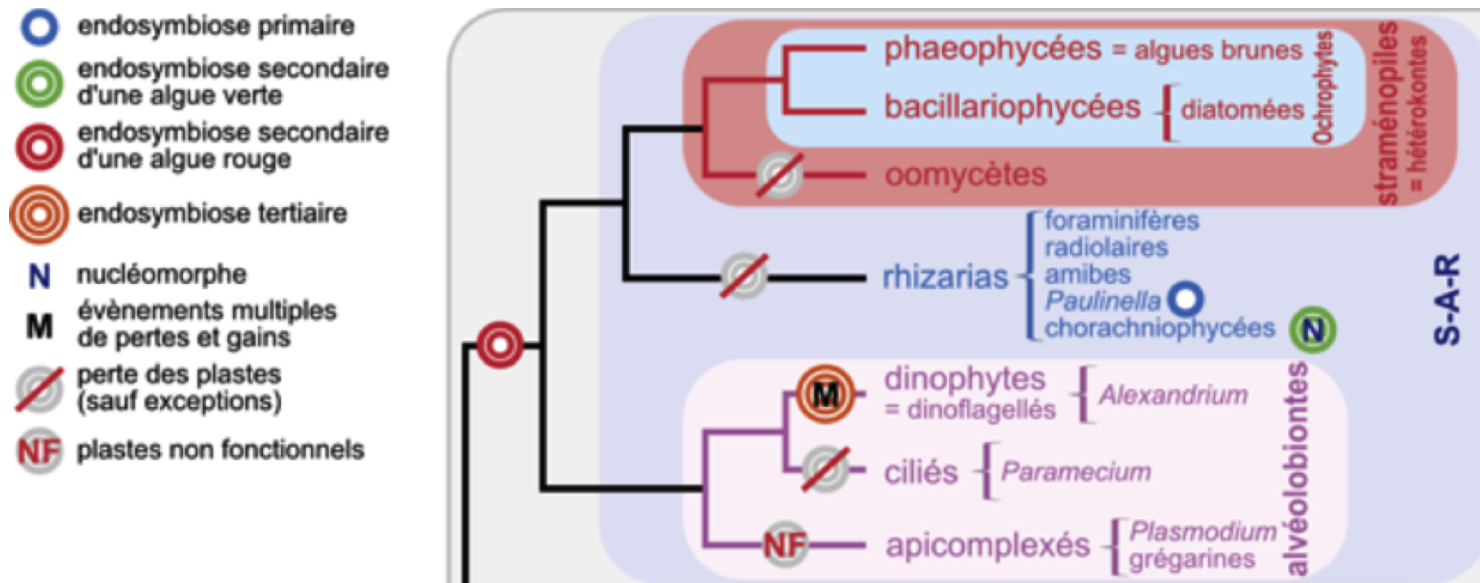 endosymbiose primaire
endosymbiose secondaire
d'une algue verte
endosymbiose secondaire
d'une algue rouge
endosymbiose tertiaire
N nucléomorphe
M évènements multiples
de pertes et gains
perte des plastes
(sauf exceptions)
NF plastes non fonctionnels
phaeophycées = algues brunes
bacillariophycées { diatomées
Ochrophytes
oomycètes
straménopiles
= hétérokontes
rhizarias
foraminifères
radiolaires
amibes
Paulinella
chorachniophycées N
S-A-R
M dinophytes
= dinoflagellés
Alexandrium
ciliés { Paramecium
NF apicomplexés
Plasmodium
grégarines
alvéolobiontes